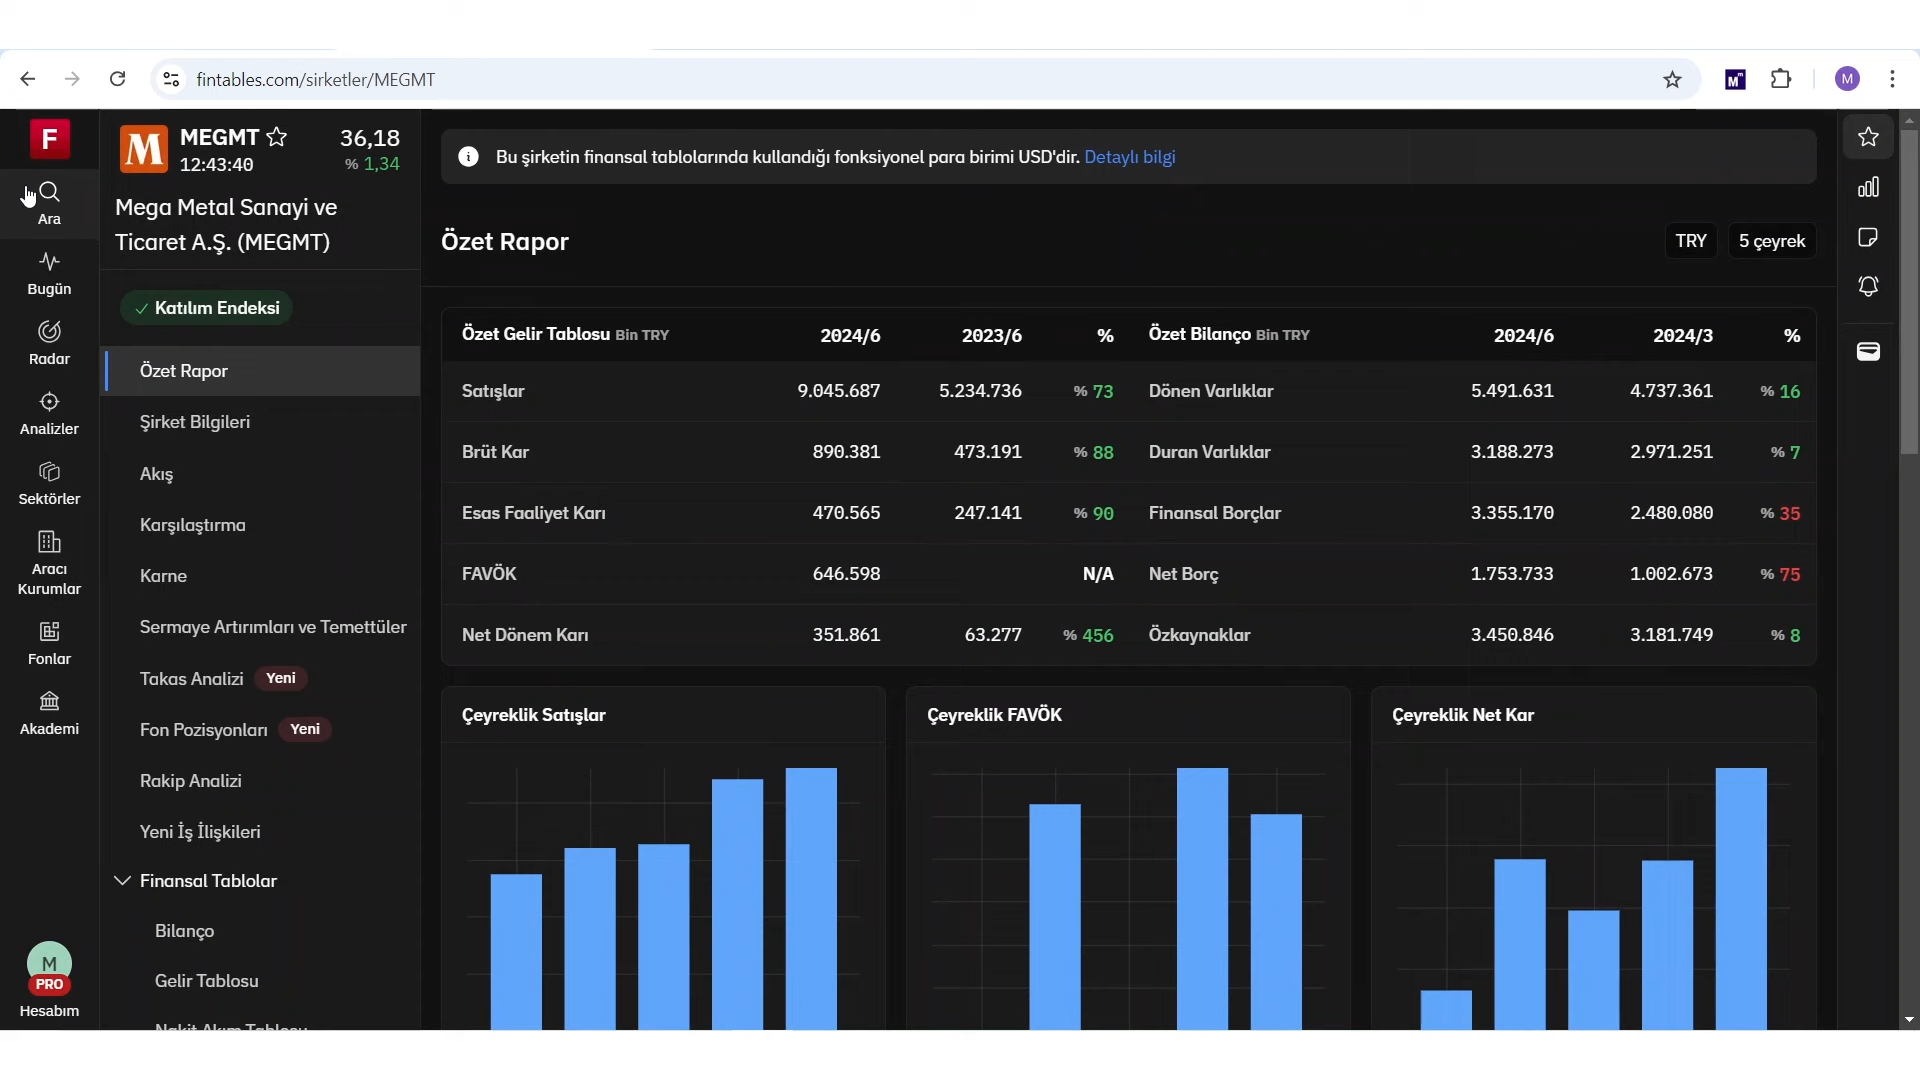 fintables.com/sirketler/MEGMT
M
M
F
Ara
Bugün
Radar
Analizler
Sektörler
Aracı
Kurumlar
Fonlar
Akademi
M
PRO
Hesabım
M
MEGMT
36,18
12:43:40
% 1,34
Mega Metal Sanayi ve
Ticaret A.Ş. (MEGMT)
Katılım Endeksi
Özet Rapor
Şirket Bilgileri
Akış
Karşılaştırma
Karne
Sermaye Artırımları ve Temettüler
Takas Analizi Yeni
Fon Pozisyonları Yeni
Rakip Analizi
Yeni İş İlişkileri
Finansal Tablolar
Bilanço
Gelir Tablosu
Nakit Akım Tablosu
Bu şirketin finansal tablolarında kullandığı fonksiyonel para birimi USD'dir. Detaylı bilgi
Özet Rapor
TRY 5 çeyrek
Özet Gelir Tablosu Bin TRY 2024/6 2023/6 % Özet Bilanço Bin TRY 2024/6 2024/3 %
Satışlar 9.045.687 5.234.736 % 73 Dönen Varlıklar 5.491.631 4.737.361 % 16
Brüt Kar 890.381 473.191 % 88 Duran Varlıklar 3.188.273 2.971.251 % 7
Esas Faaliyet Karı 470.565 247.141 % 90 Finansal Borçlar 3.355.170 2.480.080 % 35
FAVÖK 646.598 N/A Net Borç 1.753.733 1.002.673 % 75
Net Dönem Karı 351.861 63.277 % 456 Özkaynaklar 3.450.846 3.181.749 % 8
Çeyreklik Satışlar
Çeyreklik FAVÖK
Çeyreklik Net Kar